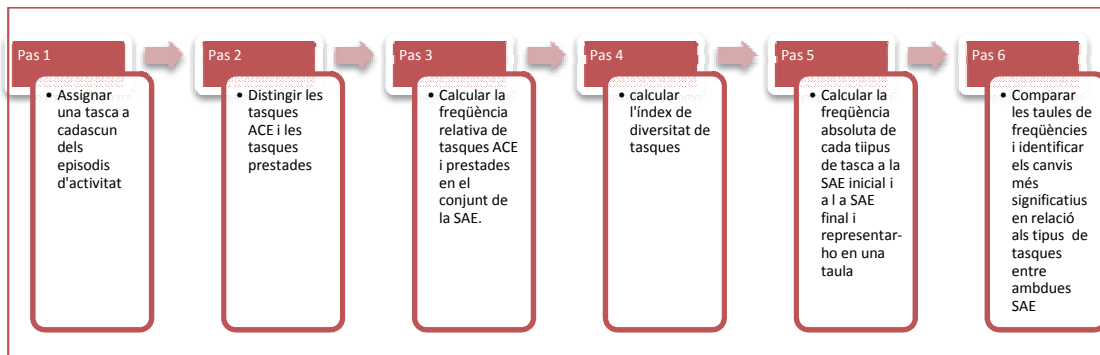 Pas 1
• Assignar
una tasca a
cadascun
dels
episodis
d'activitat
Pas 2
• Distingir les
tasques
ACE i les
tasques
prestades
Pas 3
• Calcular la
freqüència
relativa de
tasques ACE
i prestades
en el
conjunt de
la SAE.
Pas 4
• calcular
l'índex de
diversitat de
tasques
Pas 5
• Calcular la
freqüència
absoluta de
cada tiipus
de tasca a la
SAE inicial i
a l a SAE
final i
representar-
ho en una
taula
Pas 6
• Comparar
les taules de
freqüències
i identificar
els canvis
més
significatius
en relació
als tipus de
tasques
entre
ambdues
SAE